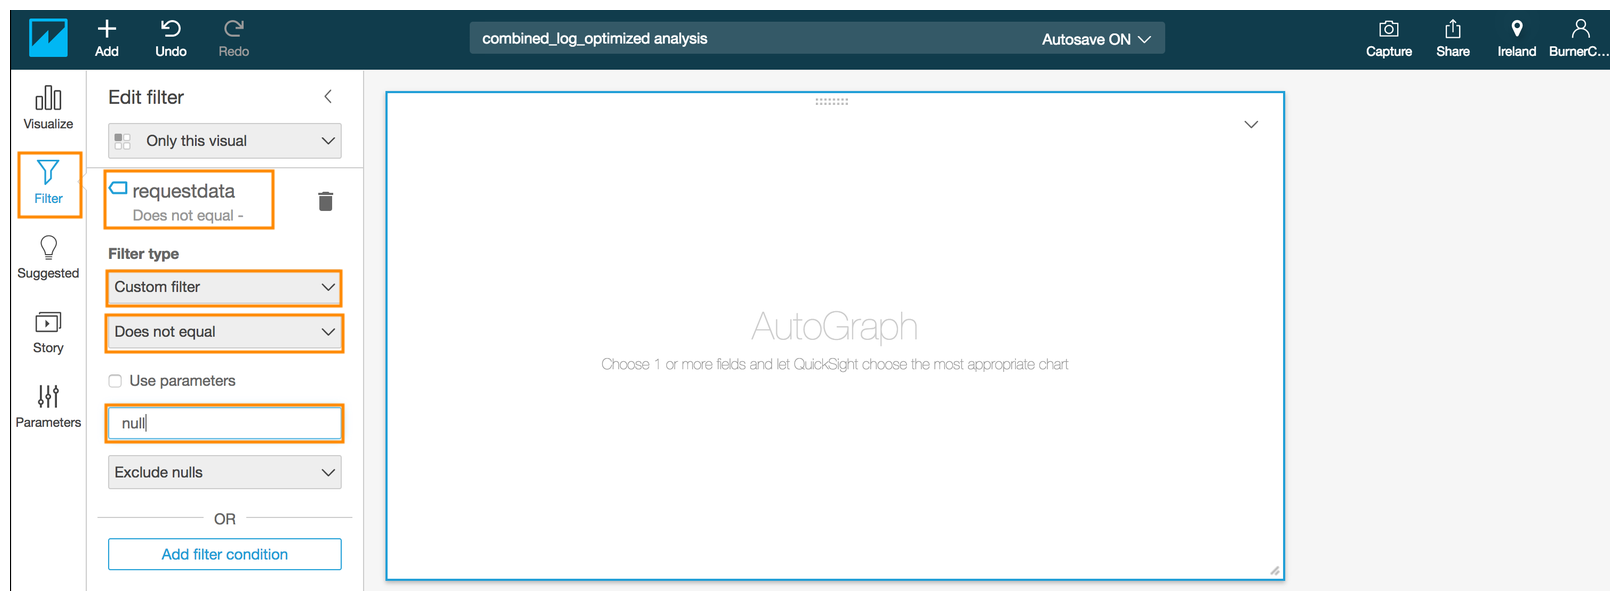 Add
Undo
Redo
combined_log_optimized analysis
Autosave ON
Capture
Share
Ireland
BurnerC...
Visualize
Filter
Suggested
Story
Parameters
Edit filter
Only this visual
requestdata
Does not equal -
Filter type
Custom filter
Does not equal
Use parameters
null
Exclude nulls
OR
Add filter condition
AutoGraph
Choose 1 or more fields and let QuickSight choose the most appropriate chart